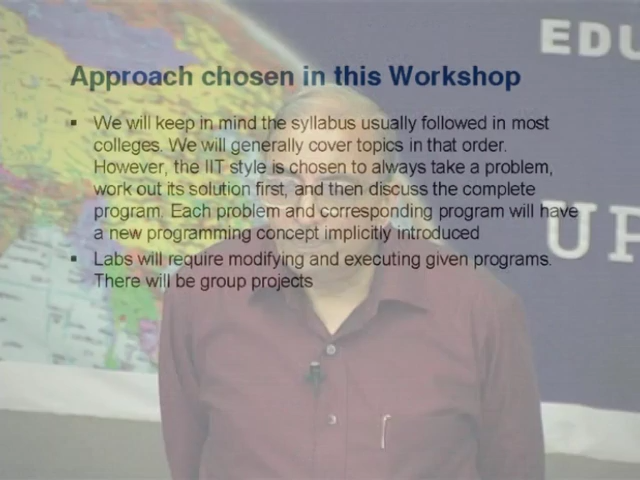 EDU
Approach chosen in this Workshop
▪ We will keep in mind the syllabus usually followed in most
colleges. We will generally cover topics in that order.
However, the IIT style is chosen to always take a problem,
work out its solution first, and then discuss the complete
program. Each problem and corresponding program will have
a new programming concept implicitly introduced
UP
▪ Labs will require modifying and executing given programs.
There will be group projects